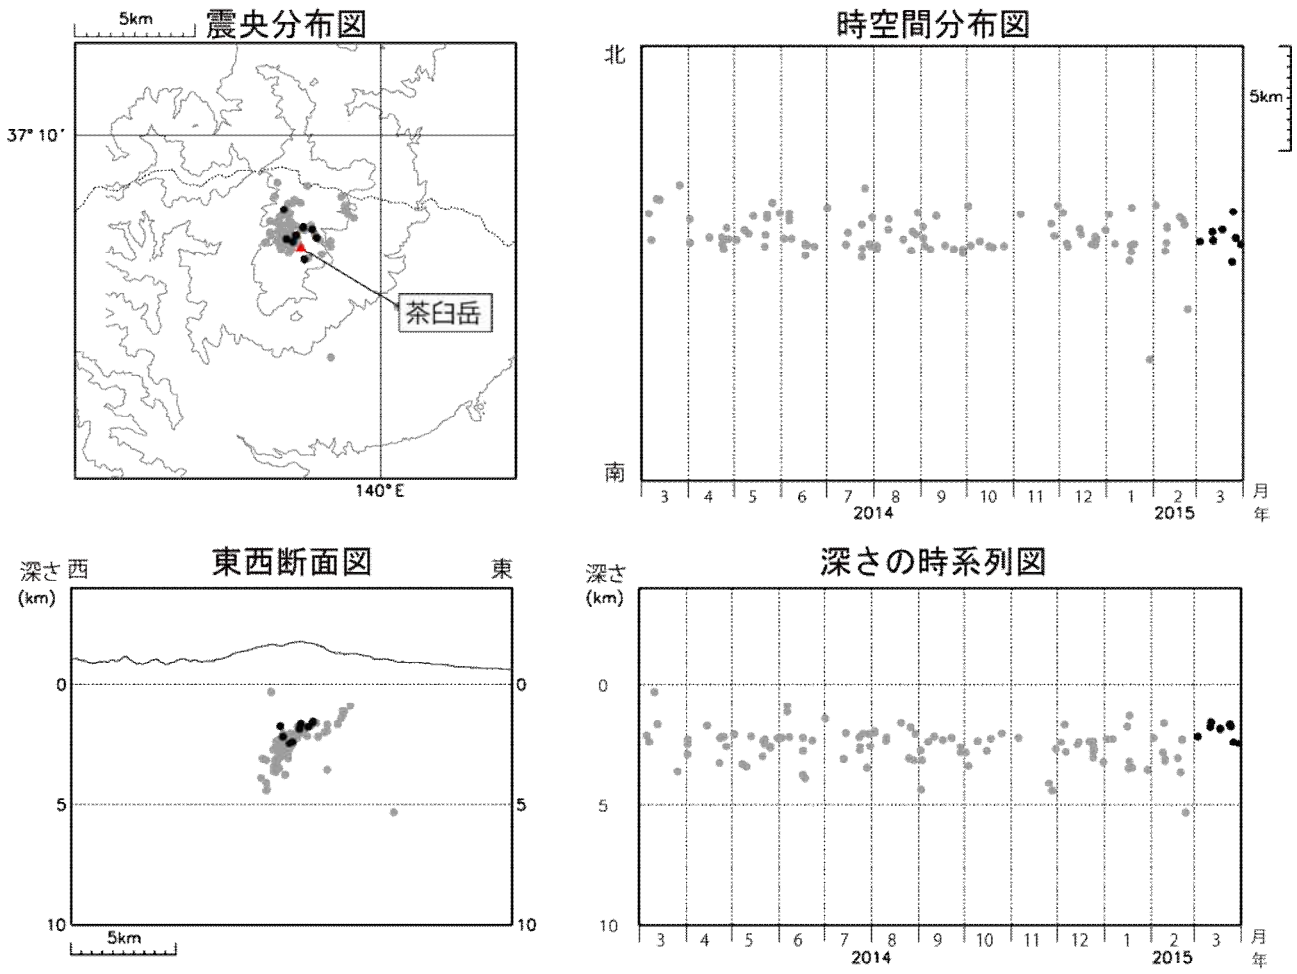 5km
震央分布図
37°10'
茶臼岳
140°E
時空間分布図
北
南
5km
3 4 5 6 7 8 9 10 11 12 1 2 3 月
2014 2015 年
東西断面図
深さ 西 東
(km)
0 0
5 5
10 10
5km
深さの時系列図
深さ
(km)
0
5
10
3 4 5 6 7 8 9 10 11 12 1 2 3 月
2014 2015 年